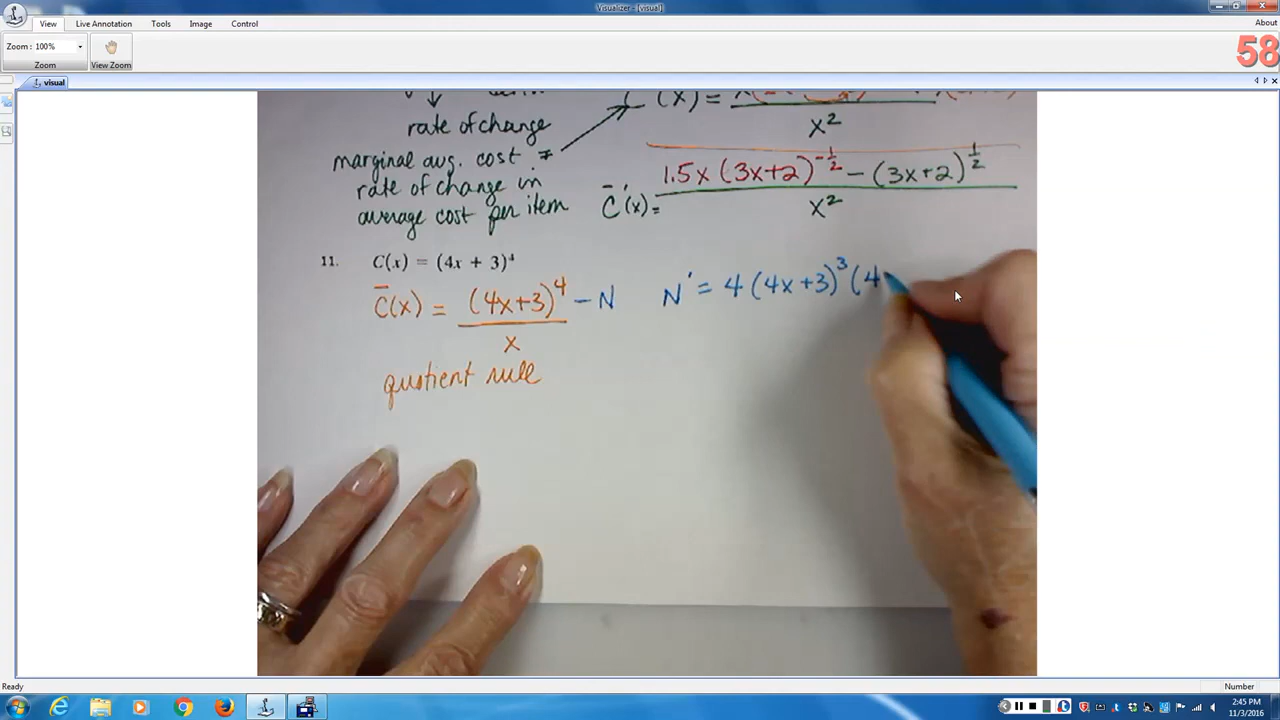 Visualizer - [visual]
View Annotation Tools Image Control
About
Zoom : 100%
Zoom
View Zoom
58
visual
(x) =
rate of change
x²
marginal avg. cost =
rate of change in
average cost per item
C̄'(x) = 1.5x(3x+2)^-½ - (3x+2)^½
x²
11. C(x) = (4x + 3)⁴
C̄(x) = (4x+3)⁴ - N
x
N' = 4(4x+3)³(4
quotient rule
Ready
Number
2:45 PM
11/3/2016